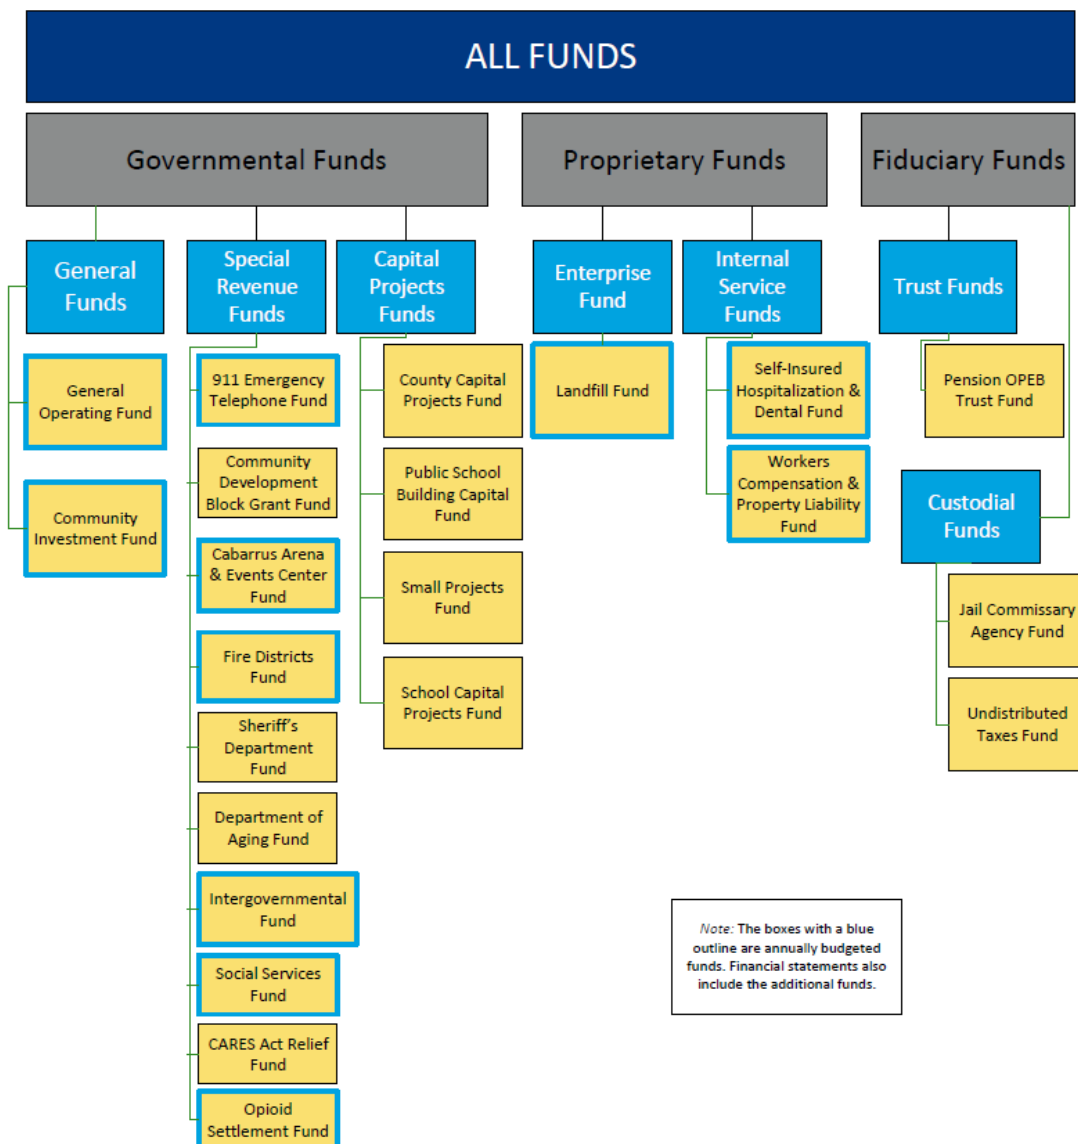 ALL FUNDS
Governmental Funds
Proprietary Funds
Fiduciary Funds
General
Funds
Special
Revenue
Funds
Capital
Projects
Funds
Enterprise
Fund
Internal
Service
Funds
Trust Funds
General
Operating Fund
Community
Investment Fund
911 Emergency
Telephone Fund
Community
Development
Block Grant Fund
Cabarrus Arena
& Events Center
Fund
Fire Districts
Fund
Sheriff's
Department
Fund
Department of
Aging Fund
Intergovernmental
Fund
Social Services
Fund
CARES Act Relief
Fund
Opioid
Settlement Fund
County Capital
Projects Fund
Public School
Building Capital
Fund
Small Projects
Fund
School Capital
Projects Fund
Landfill Fund
Self-Insured
Hospitalization &
Dental Fund
Workers
Compensation &
Property Liability
Fund
Pension OPEB
Trust Fund
Custodial
Funds
Jail Commissary
Agency Fund
Undistributed
Taxes Fund
Note: The boxes with a blue
outline are annually budgeted
funds. Financial statements also
include the additional funds.